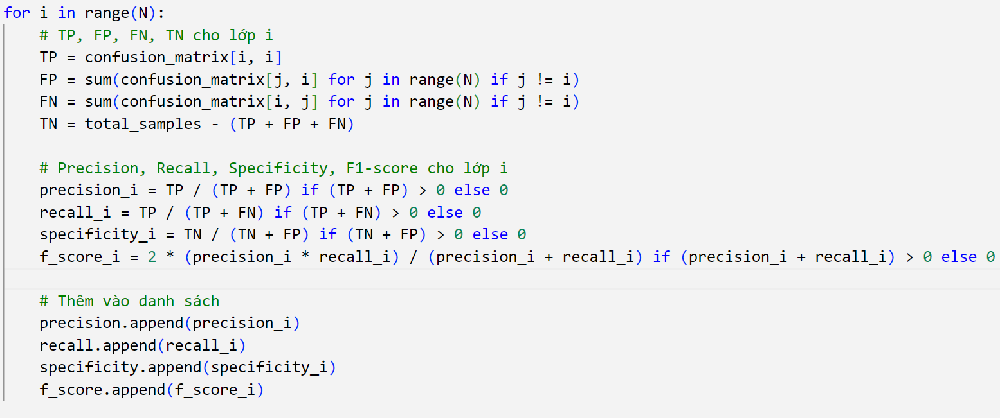 for i in range(N):
    # TP, FP, FN, TN cho lớp i
    TP = confusion_matrix[i, i]
    FP = sum(confusion_matrix[j, i] for j in range(N) if j != i)
    FN = sum(confusion_matrix[i, j] for j in range(N) if j != i)
    TN = total_samples - (TP + FP + FN)

    # Precision, Recall, Specificity, F1-score cho lớp i
    precision_i = TP / (TP + FP) if (TP + FP) > 0 else 0
    recall_i = TP / (TP + FN) if (TP + FN) > 0 else 0
    specificity_i = TN / (TN + FP) if (TN + FP) > 0 else 0
    f_score_i = 2 * (precision_i * recall_i) / (precision_i + recall_i) if (precision_i + recall_i) > 0 else 0

    # Thêm vào danh sách
    precision.append(precision_i)
    recall.append(recall_i)
    specificity.append(specificity_i)
    f_score.append(f_score_i)